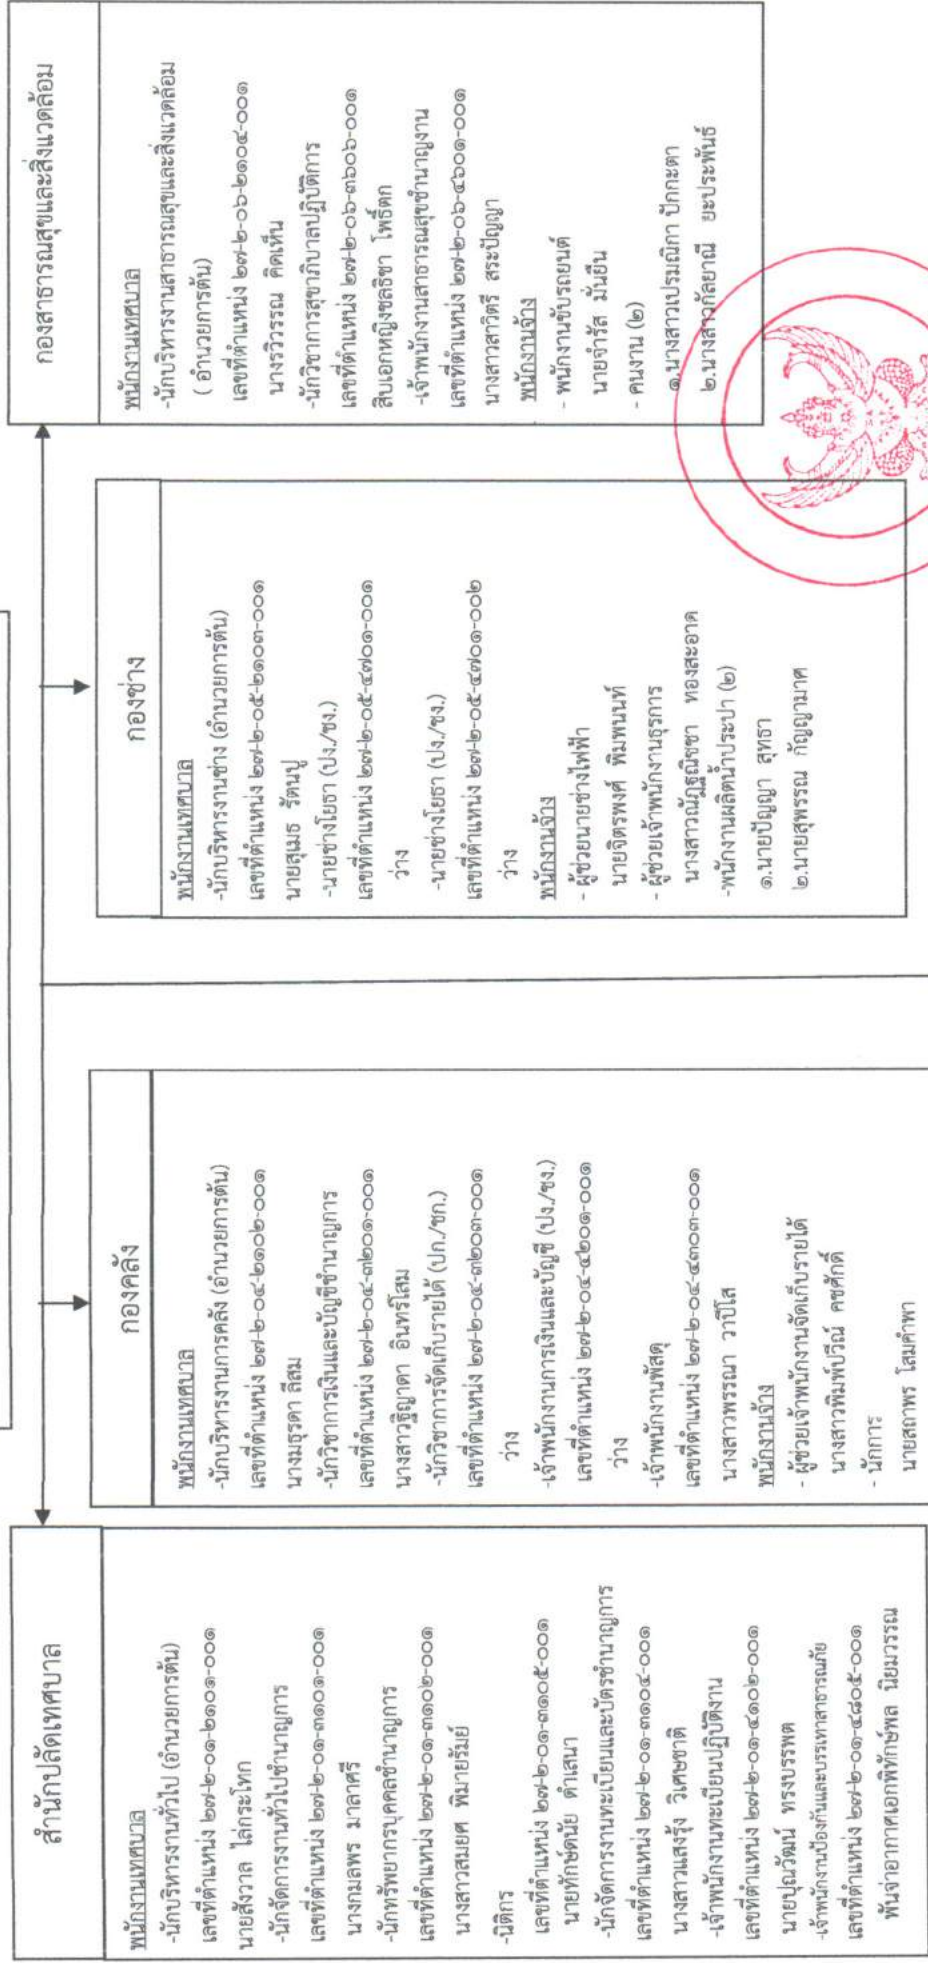 สำนักปลัดเทศบาล
พนักงานเทศบาล
-นักบริหารงานทั่วไป (อำนวยการต้น)
เลขที่ตำแหน่ง ๒๗-๒-๐๑-๒๑๐๑-๐๐๑
นายสังวาล ไล่กระโทก
-นักจัดการงานทั่วไปชำนาญการ
เลขที่ตำแหน่ง ๒๗-๒-๐๑-๓๑๐๑-๐๐๑
นางกมลพร มาลาศรี
-นักทรัพยากรบุคคลชำนาญการ
เลขที่ตำแหน่ง ๒๗-๒-๐๑-๓๑๐๒-๐๐๑
นางสาวสมยศ พิมายรัมย์
-นิติกร
เลขที่ตำแหน่ง ๒๗-๒-๐๑-๓๑๐๕-๐๐๑
นายทักษ์ดนัย ดำเสนา
-นักจัดการงานทะเบียนและบัตรชำนาญการ
เลขที่ตำแหน่ง ๒๗-๒-๐๑-๓๑๐๔-๐๐๑
นางสาวแสงรุ้ง วิเศษชาติ
-เจ้าพนักงานทะเบียนปฏิบัติงาน
เลขที่ตำแหน่ง ๒๗-๒-๐๑-๔๑๐๒-๐๐๑
นายปุณวัฒน์ ทรงบรรพต
-เจ้าพนักงานป้องกันและบรรเทาสาธารณภัย
เลขที่ตำแหน่ง ๒๗-๒-๐๑-๔๘๐๕-๐๐๑
พันจ่าอากาศเอกพิทักษ์พล นิยมวรรณ
กองคลัง
พนักงานเทศบาล
-นักบริหารงานการคลัง (อำนวยการต้น)
เลขที่ตำแหน่ง ๒๗-๒-๐๔-๒๑๐๒-๐๐๑
นางมธุรดา ลีสม
-นักวิชาการเงินและบัญชีชำนาญการ
เลขที่ตำแหน่ง ๒๗-๒-๐๔-๓๒๐๑-๐๐๑
นางสาวฐิญาดา อินทรโสม
-นักวิชาการจัดเก็บรายได้ (ปก./ชก.)
เลขที่ตำแหน่ง ๒๗-๒-๐๔-๓๒๐๓-๐๐๑
ว่าง
-เจ้าพนักงานการเงินและบัญชี (ปง./ชง.)
เลขที่ตำแหน่ง ๒๗-๒-๐๔-๔๒๐๑-๐๐๑
ว่าง
-เจ้าพนักงานพัสดุ
เลขที่ตำแหน่ง ๒๗-๒-๐๔-๔๓๐๓-๐๐๑
นางสาวพรรณา วาปีโส
พนักงานจ้าง
- ผู้ช่วยเจ้าพนักงานจัดเก็บรายได้
นางสาวพิมพ์ปวีณ์ คชศักดิ์
- นักการ
นายสถาพร โสมคำพา
กองช่าง
พนักงานเทศบาล
-นักบริหารงานช่าง (อำนวยการต้น)
เลขที่ตำแหน่ง ๒๗-๒-๐๕-๒๑๐๓-๐๐๑
นายสุเมธ รัตนปู
-นายช่างโยธา (ปง./ชง.)
เลขที่ตำแหน่ง ๒๗-๒-๐๕-๔๗๐๑-๐๐๑
ว่าง
-นายช่างโยธา (ปง./ชง.)
เลขที่ตำแหน่ง ๒๗-๒-๐๕-๔๗๐๑-๐๐๒
ว่าง
พนักงานจ้าง
- ผู้ช่วยนายช่างไฟฟ้า
นายจิตรพงศ์ พิมพนนท์
- ผู้ช่วยเจ้าพนักงานธุรการ
นางสาวณัฏฐณิชชา ทองสะอาด
-พนักงานผลิตน้ำประปา (๒)
๑.นายปัญญา สุทธา
๒.นายสุพรรณ กัญญามาศ
กองสาธารณสุขและสิ่งแวดล้อม
พนักงานเทศบาล
-นักบริหารงานสาธารณสุขและสิ่งแวดล้อม
( อำนวยการต้น)
เลขที่ตำแหน่ง ๒๗-๒-๐๖-๒๑๐๔-๐๐๑
นางรวิวรรณ คิดเห็น
-นักวิชาการสุขาภิบาลปฏิบัติการ
เลขที่ตำแหน่ง ๒๗-๒-๐๖-๓๖๐๖-๐๐๑
สิบเอกหญิงชลธิชา โพธิ์ตก
-เจ้าพนักงานสาธารณสุขชำนาญงาน
เลขที่ตำแหน่ง ๒๗-๒-๐๖-๔๖๐๑-๐๐๑
นางสาวสาวิตรี สระปัญญา
พนักงานจ้าง
- พนักงานขับรถยนต์
นายจำรัส มั่นยืน
- คนงาน (๒)
๑.นางสาวเปรมณิกา ปักกะตา
๒.นางสาวกัลยาณี ยะประพันธ์